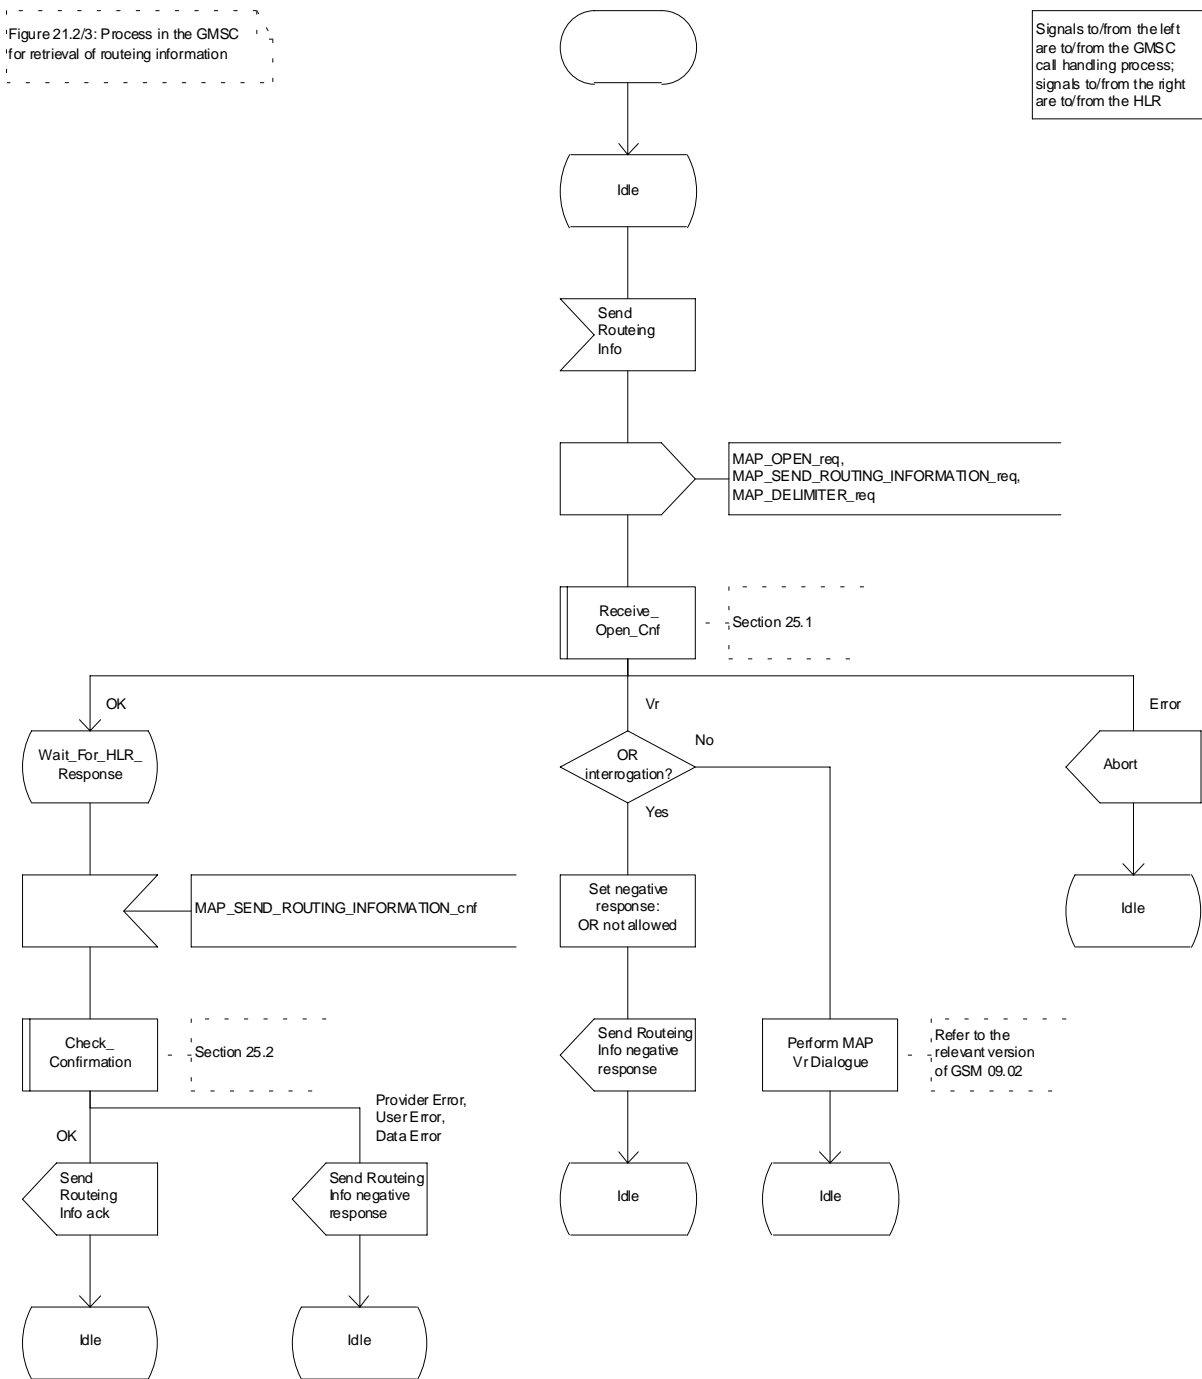 Figure 21.2/3: Process in the GMSC
for retrieval of routeing information
Signals to/from the left
are to/from the GMSC
call handling process;
signals to/from the right
are to/from the HLR
Idle
Send
Routeing
Info
MAP_OPEN_req,
MAP_SEND_ROUTING_INFORMATION_req,
MAP_DELIMITER_req
Receive_
Open_Cnf
Section 25.1
OK
Vr
Error
Wait_For_HLR_
Response
OR
interrogation?
No
Yes
Abort
MAP_SEND_ROUTING_INFORMATION_cnf
Set negative
response:
OR not allowed
Idle
Check_
Confirmation
Section 25.2
Send Routeing
Info negative
response
Perform MAP
Vr Dialogue
Refer to the
relevant version
of GSM 09.02
OK
Provider Error,
User Error,
Data Error
Send
Routeing
Info ack
Send Routeing
Info negative
response
Idle
Idle
Idle
Idle